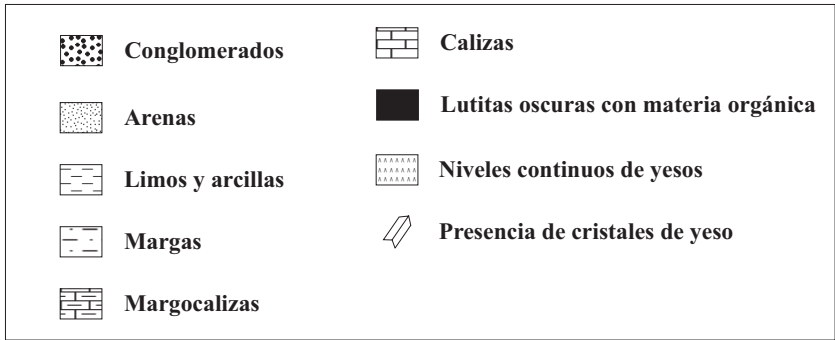 Conglomerados
Arenas
Limos y arcillas
Margas
Margocalizas
Calizas
Lutitas oscuras con materia orgánica
Niveles continuos de yesos
Presencia de cristales de yeso